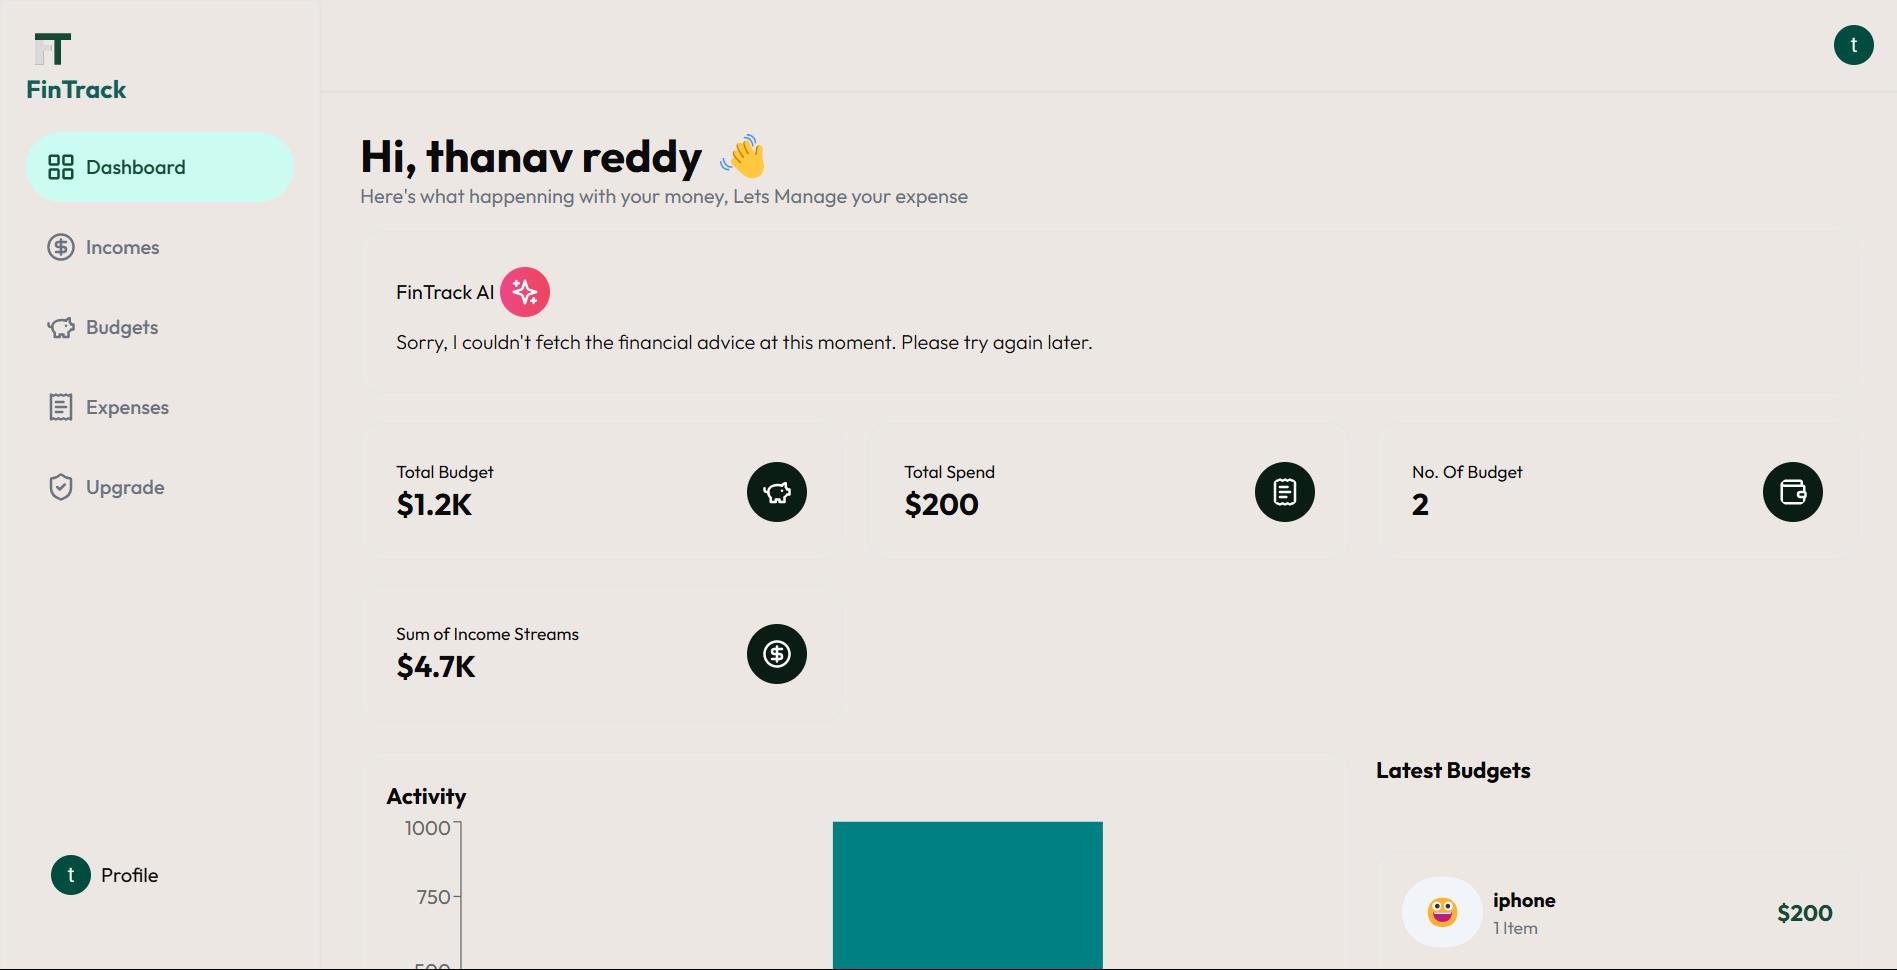 FT
FinTrack
t
Dashboard
Incomes
Budgets
Expenses
Upgrade
t Profile
Hi, thanav reddy 👋
Here's what happenning with your money, Lets Manage your expense
FinTrack AI
Sorry, I couldn't fetch the financial advice at this moment. Please try again later.
Total Budget
$1.2K
Total Spend
$200
No. Of Budget
2
Sum of Income Streams
$4.7K
Activity
1000
750
500
Latest Budgets
iphone
1 Item
$200